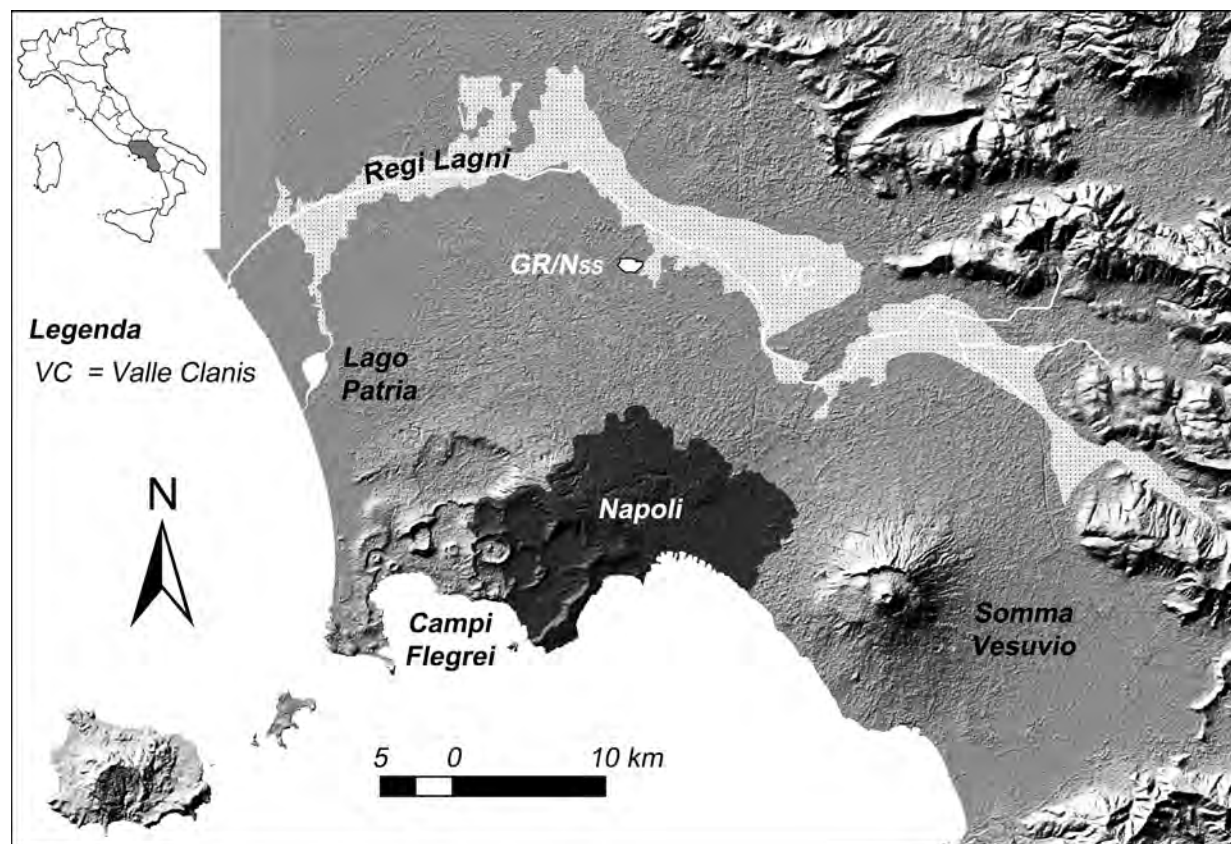 Regi Lagni
GR/NSS
VC
Legenda
VC = Valle Clanis
Lago
Patria
N
Napoli
Campi
Flegrei
Somma
Vesuvio
5 0 10 km